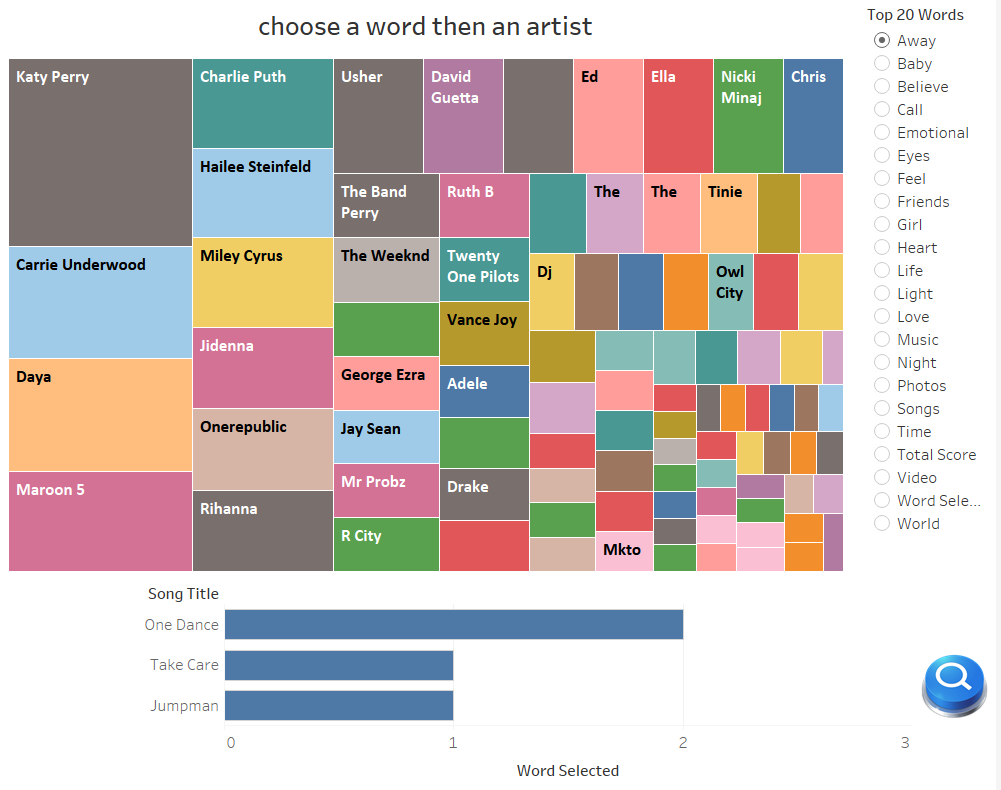 choose a word then an artist
Top 20 Words
Away
Baby
Believe
Call
Emotional
Eyes
Feel
Friends
Girl
Heart
Life
Light
Love
Music
Night
Photos
Songs
Time
Total Score
Video
Word Sele...
World
Katy Perry
Charlie Puth
Usher
David
Guetta
Ed
Ella
Nicki
Minaj
Chris
Hailee Steinfeld
The Band
Perry
Ruth B
The
The
Tinie
Carrie Underwood
Miley Cyrus
The Weeknd
Twenty
One Pilots
Dj
Owl
City
Vance Joy
Jidenna
Daya
George Ezra
Adele
Onerepublic
Jay Sean
Maroon 5
Mr Probz
Drake
Rihanna
R City
Mkto
Song Title
One Dance
Take Care
Jumpman
0 1 2 3
Word Selected